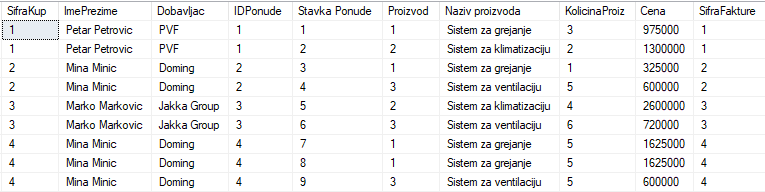 SifraKup ImePrezime Dobavljac IDPonude Stavka Ponude Proizvod Naziv proizvoda KolicinaProiz Cena SifraFakture
1 Petar Petrovic PVF 1 1 1 Sistem za grejanje 3 975000 1
1 Petar Petrovic PVF 1 2 2 Sistem za klimatizaciju 2 1300000 1
2 Mina Minic Doming 2 3 1 Sistem za grejanje 1 325000 2
2 Mina Minic Doming 2 4 3 Sistem za ventilaciju 5 600000 2
3 Marko Markovic Jakka Group 3 5 2 Sistem za klimatizaciju 4 2600000 3
3 Marko Markovic Jakka Group 3 6 3 Sistem za ventilaciju 6 720000 3
4 Mina Minic Doming 4 7 1 Sistem za grejanje 5 1625000 4
4 Mina Minic Doming 4 8 1 Sistem za grejanje 5 1625000 4
4 Mina Minic Doming 4 9 3 Sistem za ventilaciju 5 600000 4